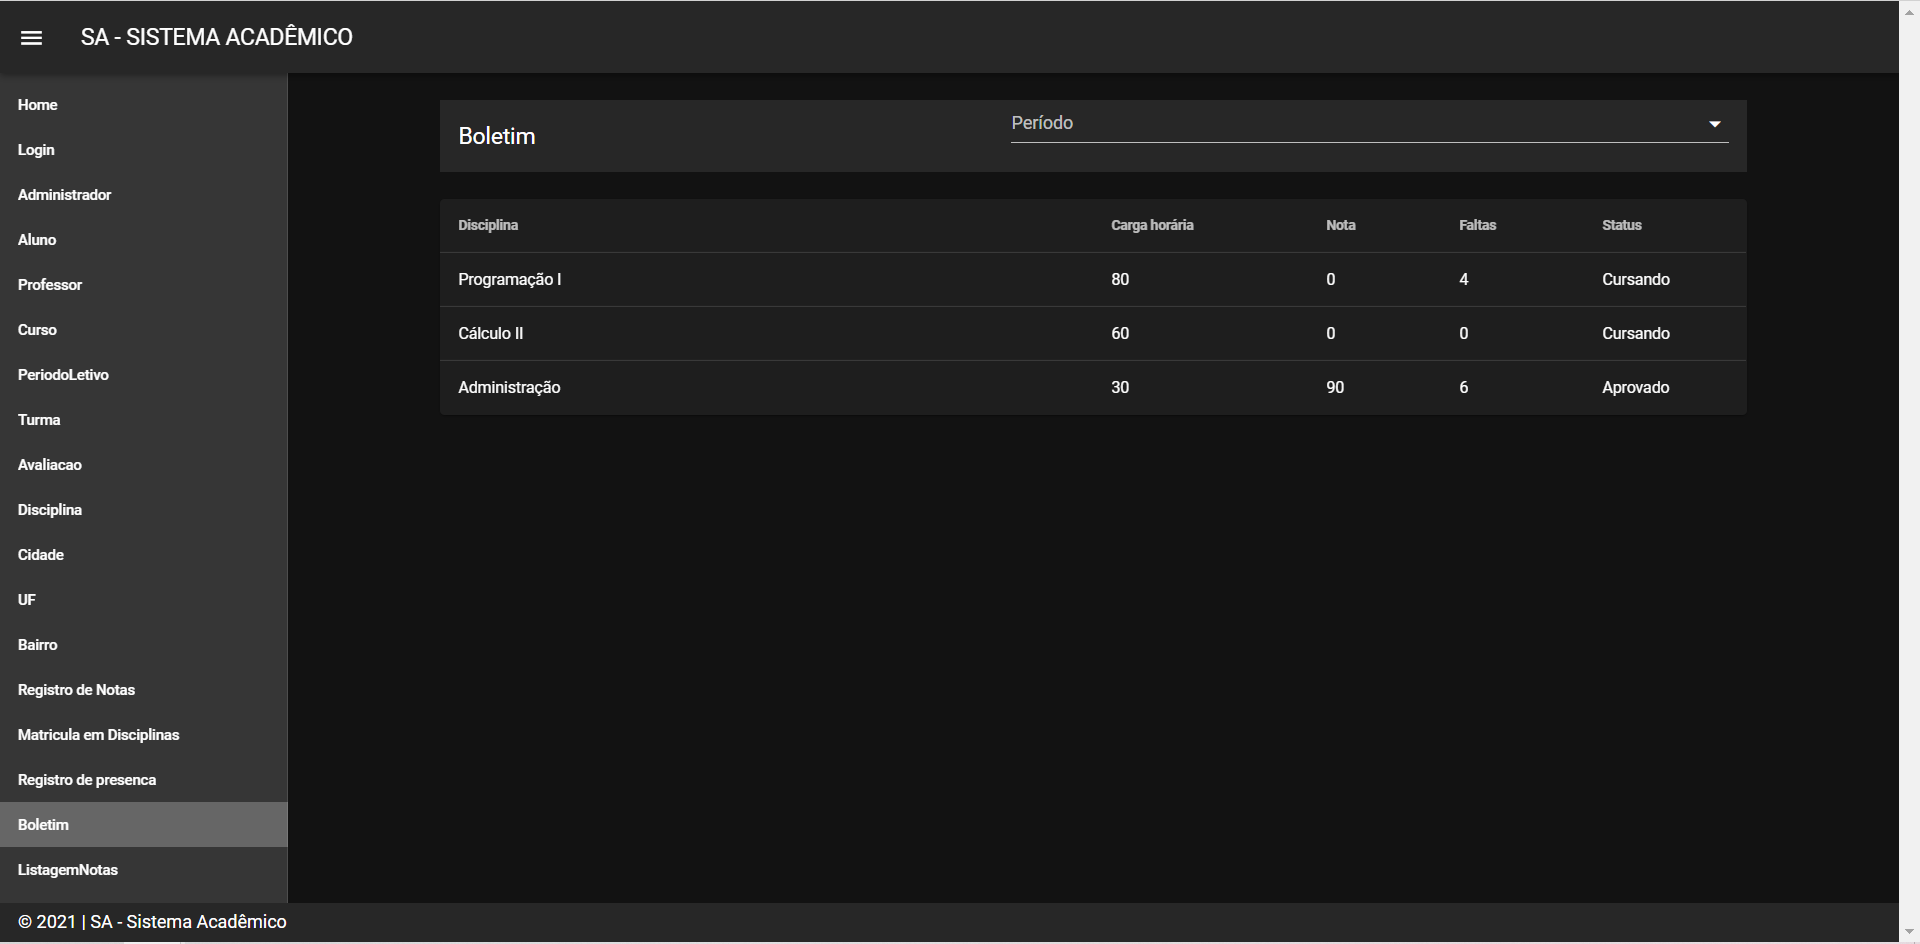 SA - SISTEMA ACADÊMICO
Home
Login
Administrador
Aluno
Professor
Curso
PeriodoLetivo
Turma
Avaliacao
Disciplina
Cidade
UF
Bairro
Registro de Notas
Matricula em Disciplinas
Registro de presenca
Boletim
ListagemNotas
Boletim
Período
Disciplina Carga horária Nota Faltas Status
Programação I 80 0 4 Cursando
Cálculo II 60 0 0 Cursando
Administração 30 90 6 Aprovado
© 2021 | SA - Sistema Acadêmico